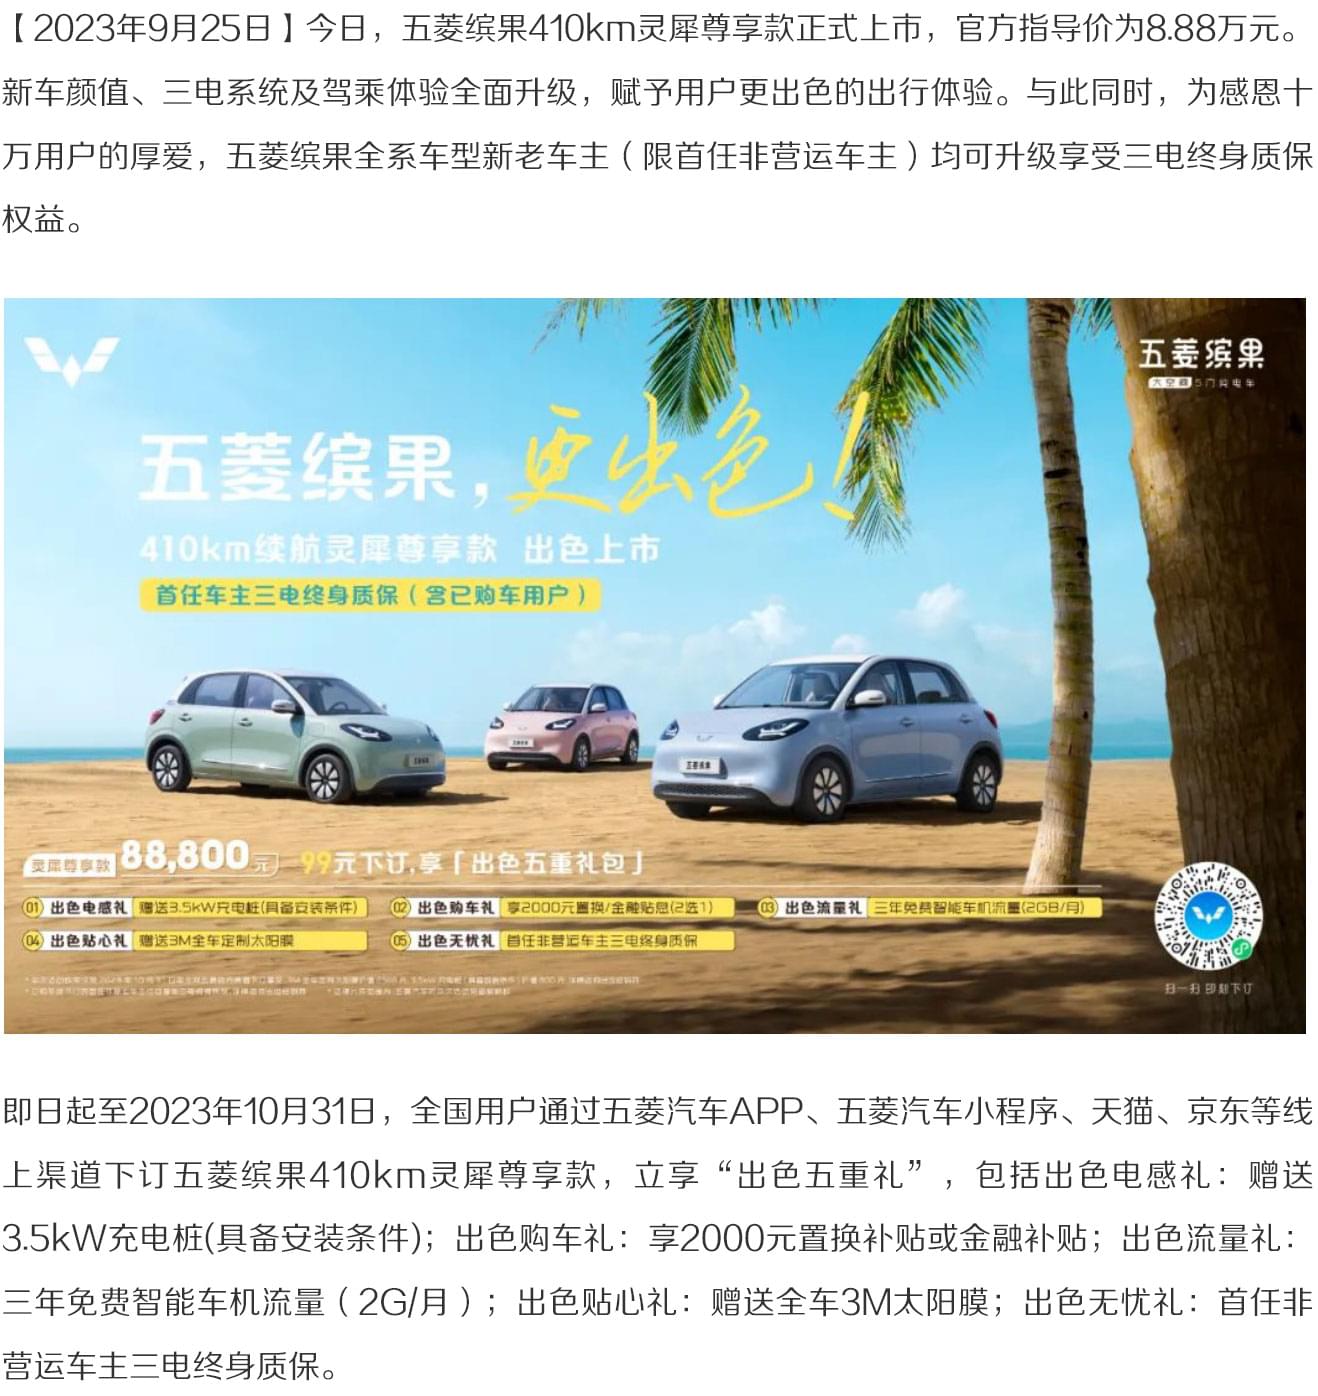 【2023年9月25日】今日，五菱缤果410km灵犀尊享款正式上市，官方指导价为8.88万元。
新车颜值、三电系统及驾乘体验全面升级，赋予用户更出色的出行体验。与此同时，为感恩十
万用户的厚爱，五菱缤果全系车型新老车主（限首任非营运车主）均可升级享受三电终身质保
权益。
五菱缤果
大空间 5门纯电车
五菱缤果，更出色！
410km续航灵犀尊享款 出色上市
首任车主三电终身质保（含已购车用户）
五菱缤果
五菱缤果
五菱缤果
灵犀尊享款 88,800元 99元下订，享「出色五重礼包」
01 出色电感礼 赠送3.5kW充电桩(具备安装条件) 02 出色购车礼 享2000元置换/金融贴息(2选1) 03 出色流量礼 三年免费智能车机流量(2GB/月)
04 出色贴心礼 赠送3M全车定制太阳膜 05 出色无忧礼 首任非营运车主三电终身质保
扫一扫 即刻下订
即日起至2023年10月31日，全国用户通过五菱汽车APP、五菱汽车小程序、天猫、京东等线
上渠道下订五菱缤果410km灵犀尊享款，立享“出色五重礼”，包括出色电感礼：赠送
3.5kW充电桩(具备安装条件)；出色购车礼：享2000元置换补贴或金融补贴；出色流量礼：
三年免费智能车机流量（2G/月）；出色贴心礼：赠送全车3M太阳膜；出色无忧礼：首任非
营运车主三电终身质保。